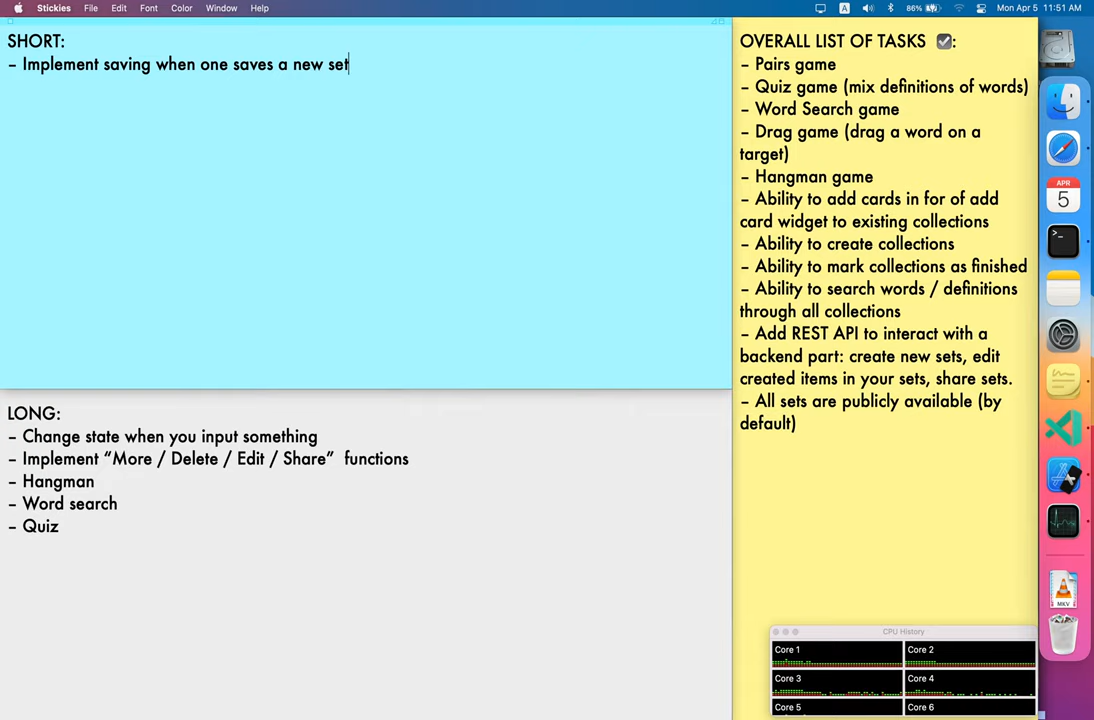 Stickies File Edit Font Color Window Help
A 86% Mon Apr 5 11:51 AM
SHORT:
– Implement saving when one saves a new set
OVERALL LIST OF TASKS ☑:
– Pairs game
– Quiz game (mix definitions of words)
– Word Search game
– Drag game (drag a word on a
target)
– Hangman game
– Ability to add cards in for of add
card widget to existing collections
– Ability to create collections
– Ability to mark collections as finished
– Ability to search words / definitions
through all collections
– Add REST API to interact with a
backend part: create new sets, edit
created items in your sets, share sets.
– All sets are publicly available (by
default)
LONG:
– Change state when you input something
– Implement “More / Delete / Edit / Share”  functions
– Hangman
– Word search
– Quiz
CPU History
Core 1 Core 2
Core 3 Core 4
Core 5 Core 6
APR
5
>_
MKV